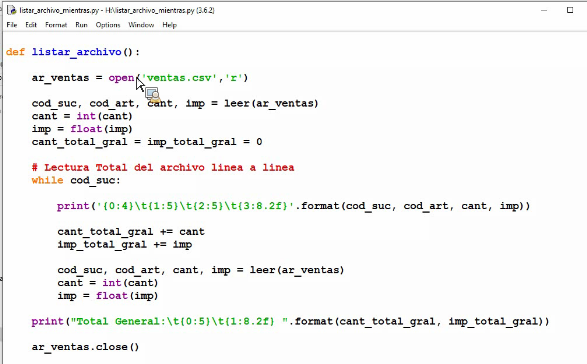 listar_archivo_mientras.py - H:\listar_archivo_mientras.py (3.6.2)
File Edit Format Run Options Window Help
def listar_archivo():
ar_ventas = open('ventas.csv','r')
cod_suc, cod_art, cant, imp = leer(ar_ventas)
cant = int(cant)
imp = float(imp)
cant_total_gral = imp_total_gral = 0
# Lectura Total del archivo linea a linea
while cod_suc:
print('{0:4}\t{1:5}\t{2:5}\t{3:8.2f}'.format(cod_suc, cod_art, cant, imp))
cant_total_gral += cant
imp_total_gral += imp
cod_suc, cod_art, cant, imp = leer(ar_ventas)
cant = int(cant)
imp = float(imp)
print("Total General:\t{0:5}\t{1:8.2f} ".format(cant_total_gral, imp_total_gral))
ar_ventas.close()